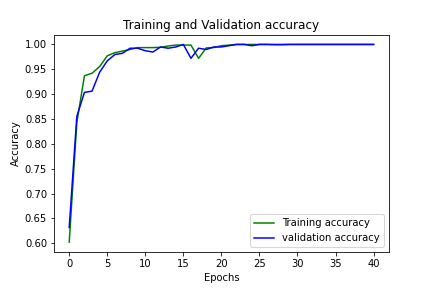 Training and Validation accuracy
1.00
0.95
0.90
0.85
0.80
0.75
0.70
0.65
0.60
Accuracy
Training accuracy
validation accuracy
0 5 10 15 20 25 30 35 40
Epochs